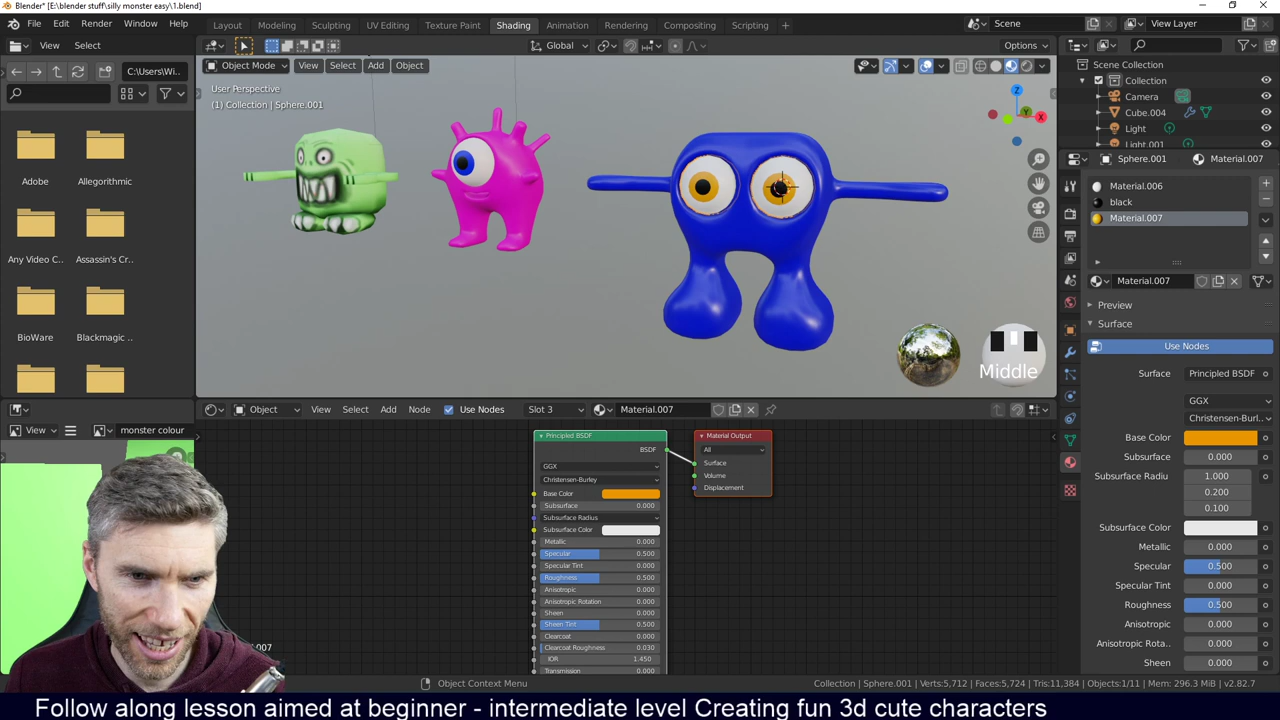 Blender* [E:\blender stuff\silly monster easy\1.blend]
File Edit Render Window Help
Layout Modeling Sculpting UV Editing Texture Paint Shading Animation Rendering Compositing Scripting +
Scene
View Layer
View Select
Global
Options
C:\Users\Wi..
Object Mode View Select Add Object
User Perspective
(1) Collection | Sphere.001
Z
Y
X
Adobe
Allegorithmic
Any Video C..
Assassin's Cr..
BioWare
Blackmagic ..
Middle
Scene Collection
Collection
Camera
Cube.004
Light
Light.001
Sphere.001
Material.007
Material.006
black
Material.007
Material.007
Preview
Surface
Use Nodes
Surface Principled BSDF
GGX
Christensen-Burl..
Base Color
Subsurface 0.000
Subsurface Radiu 1.000
0.200
0.100
Subsurface Color
Metallic 0.000
Specular 0.500
Specular Tint 0.000
Roughness 0.500
Anisotropic 0.000
Anisotropic Rota.. 0.000
Sheen 0.000
View
monster colour
Object View Select Add Node Use Nodes Slot 3 Material.007
Principled BSDF
BSDF
GGX
Christensen-Burley
Base Color
Subsurface 0.000
Subsurface Radius
Subsurface Color
Metallic 0.000
Specular 0.500
Specular Tint 0.000
Roughness 0.500
Anisotropic 0.000
Anisotropic Rotation 0.000
Sheen 0.000
Sheen Tint 0.500
Clearcoat 0.000
Clearcoat Roughness 0.030
IOR 1.450
Transmission 0.000
Material Output
All
Surface
Volume
Displacement
.007
Object Context Menu
Collection | Sphere.001 | Verts:5,712 | Faces:5,724 | Tris:11,384 | Objects:1/11 | Mem: 296.3 MiB | v2.82.7
Follow along lesson aimed at beginner - intermediate level Creating fun 3d cute characters